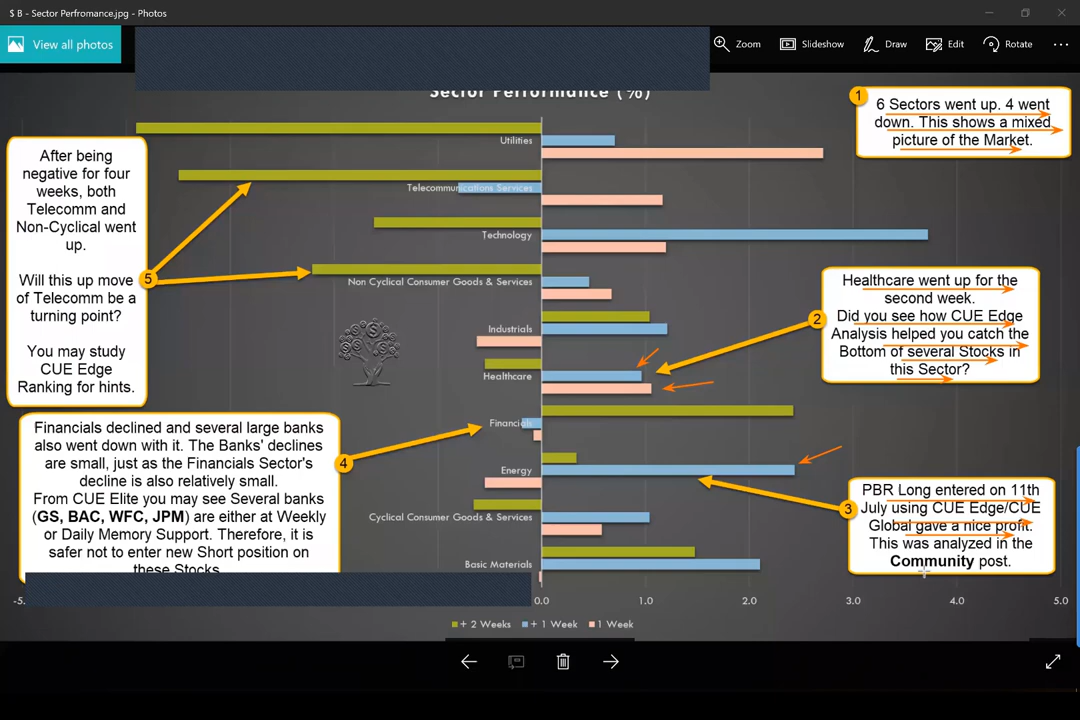 $ B - Sector Perfromance.jpg - Photos
View all photos
Zoom
Slideshow
Draw
Edit
Rotate
Sector Performance (%)
1
6 Sectors went up. 4 went
down. This shows a mixed
picture of the Market.
After being
negative for four
weeks, both
Telecomm and
Non-Cyclical went
up.
Will this up move
of Telecomm be a
turning point?
You may study
CUE Edge
Ranking for hints.
5
Utilities
Telecommunications Services
Technology
Non Cyclical Consumer Goods & Services
Industrials
Healthcare
Financials
Energy
Cyclical Consumer Goods & Services
Basic Materials
2
Healthcare went up for the
second week.
Did you see how CUE Edge
Analysis helped you catch the
Bottom of several Stocks in
this Sector?
Financials declined and several large banks
also went down with it. The Banks' declines
are small, just as the Financials Sector's
decline is also relatively small.
From CUE Elite you may see Several banks
(GS, BAC, WFC, JPM) are either at Weekly
or Daily Memory Support. Therefore, it is
safer not to enter new Short position on
these Stocks
4
3
PBR Long entered on 11th
July using CUE Edge/CUE
Global gave a nice profit.
This was analyzed in the
Community post.
-5.
0.0
1.0
2.0
3.0
4.0
5.0
+ 2 Weeks
+ 1 Week
1 Week